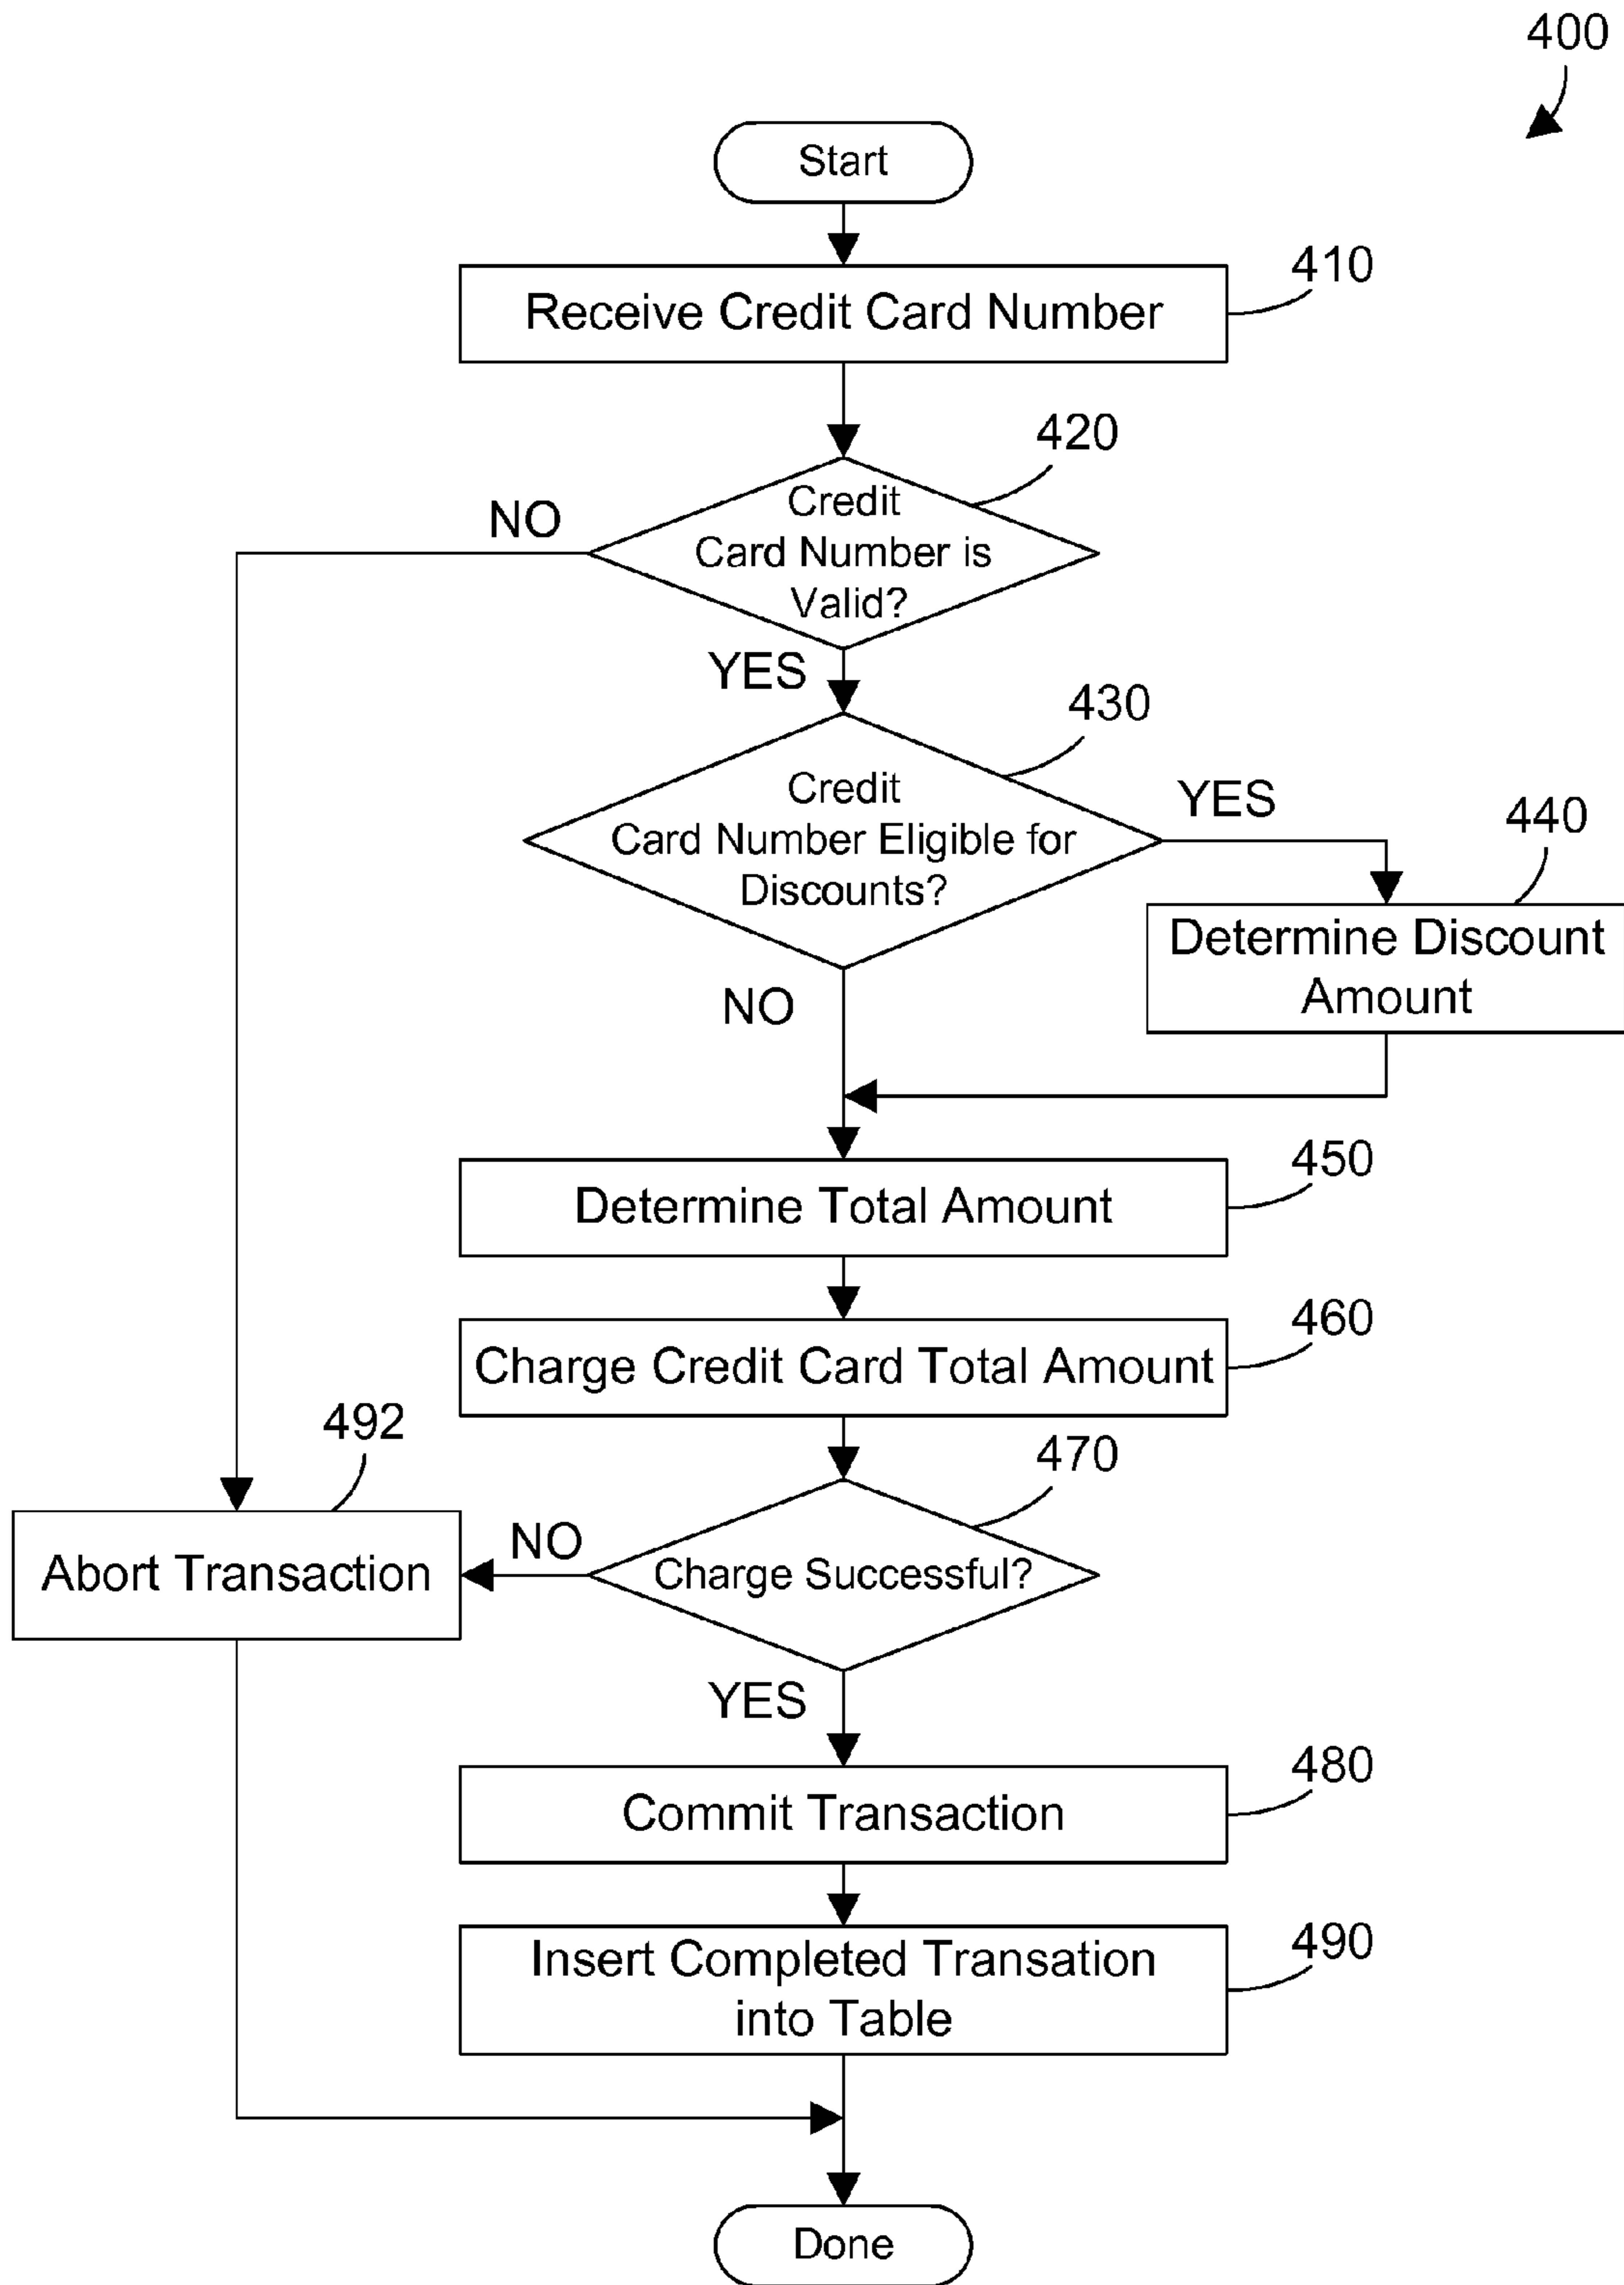 400
Start
Receive Credit Card Number
410
420
Credit
Card Number is
Valid?
NO
YES
430
Credit
Card Number Eligible for
Discounts?
YES
440
Determine Discount
Amount
NO
Determine Total Amount
450
Charge Credit Card Total Amount
460
492
Abort Transaction
470
NO
Charge Successful?
YES
Commit Transaction
480
Insert Completed Transation
into Table
490
Done